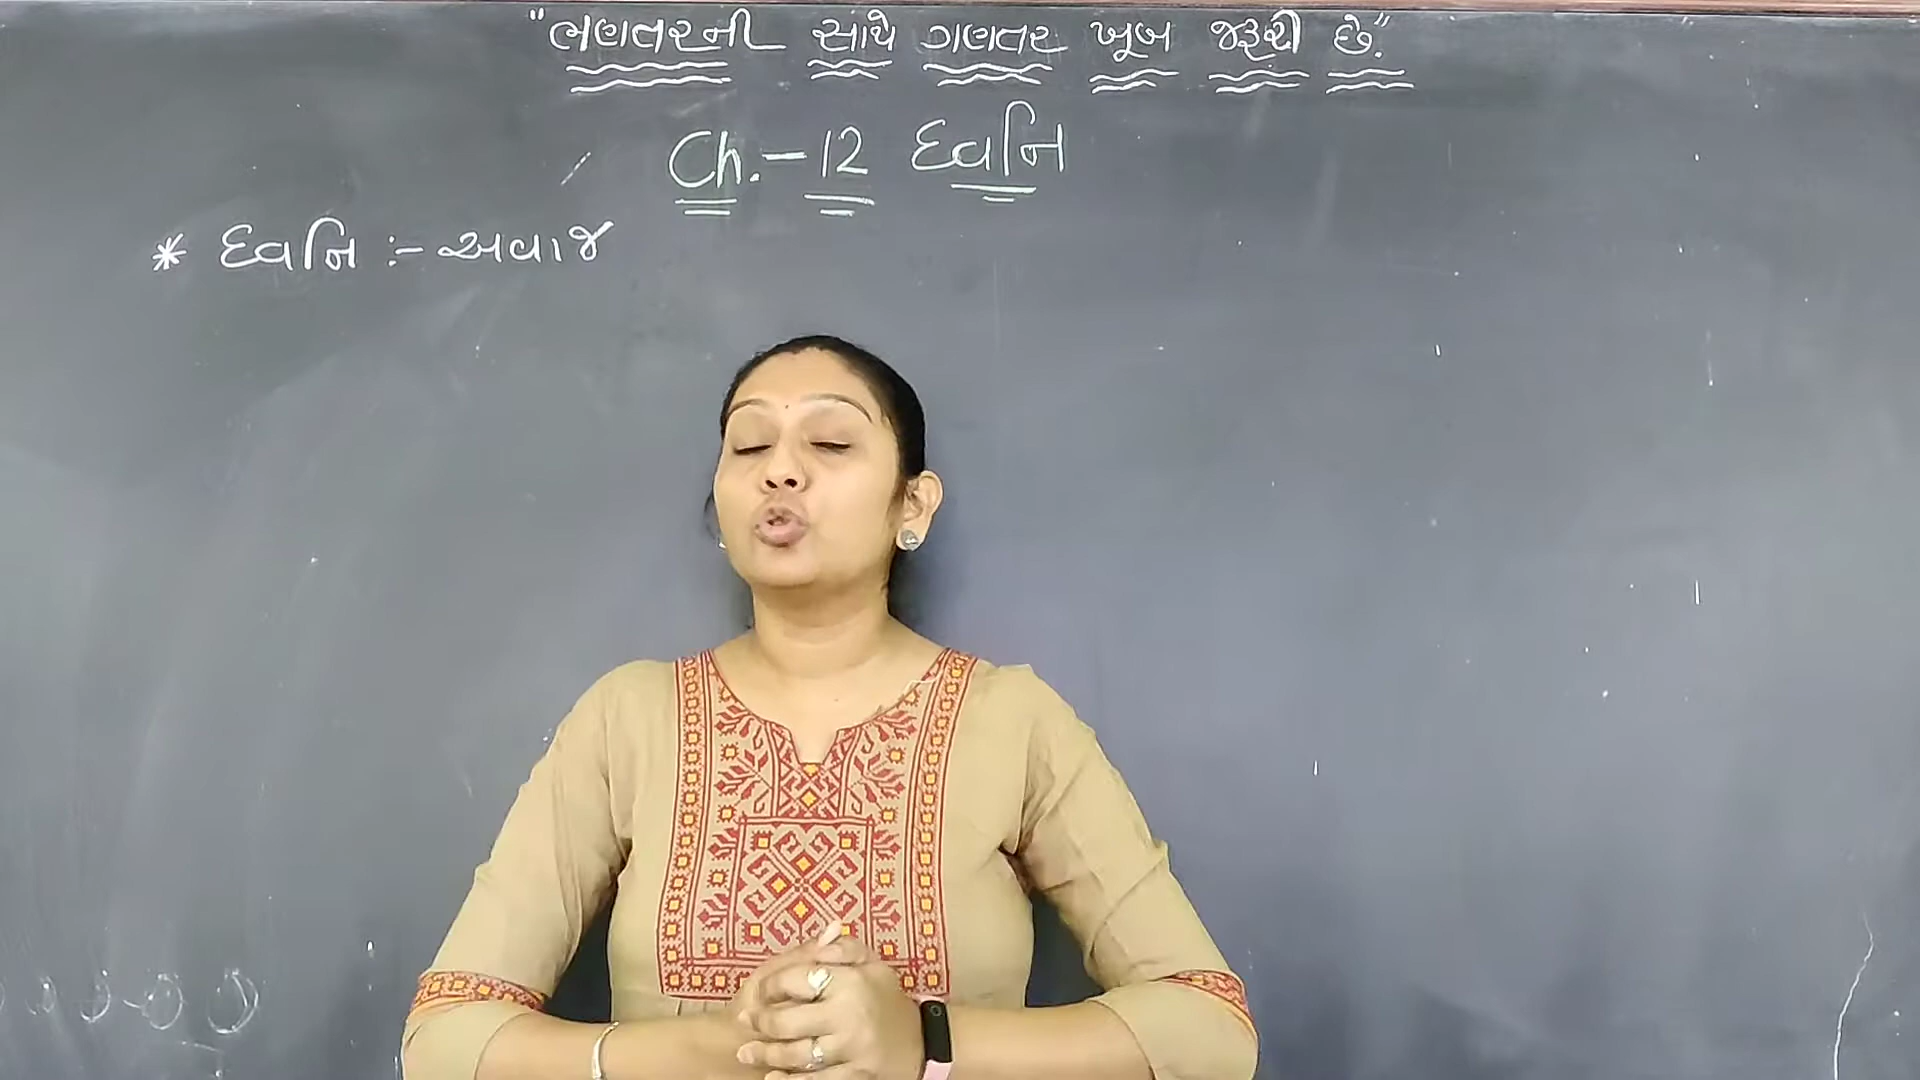 "ભણતરની સાથે ગણતર ખૂબ જરૂરી છે."
Ch.-12 ધ્વનિ
* ધ્વનિ :- અવાજ